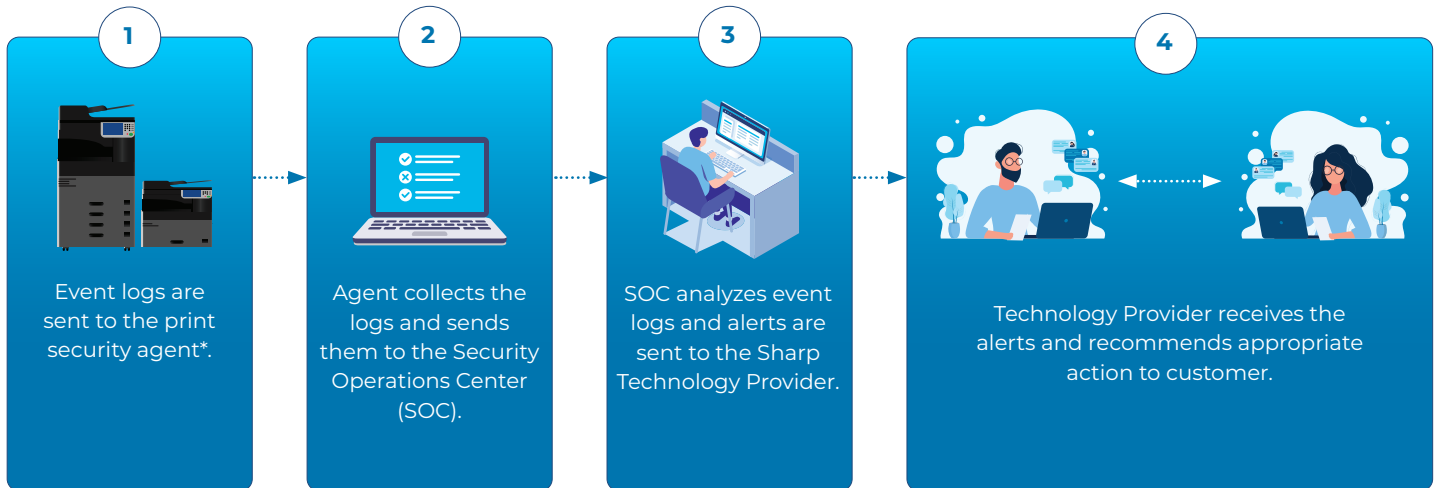 1
2
3
4
Event logs are
sent to the print
security agent*.
Agent collects the
logs and sends
them to the Security
Operations Center
(SOC).
SOC analyzes event
logs and alerts are
sent to the Sharp
Technology Provider.
Technology Provider receives the
alerts and recommends appropriate
action to customer.